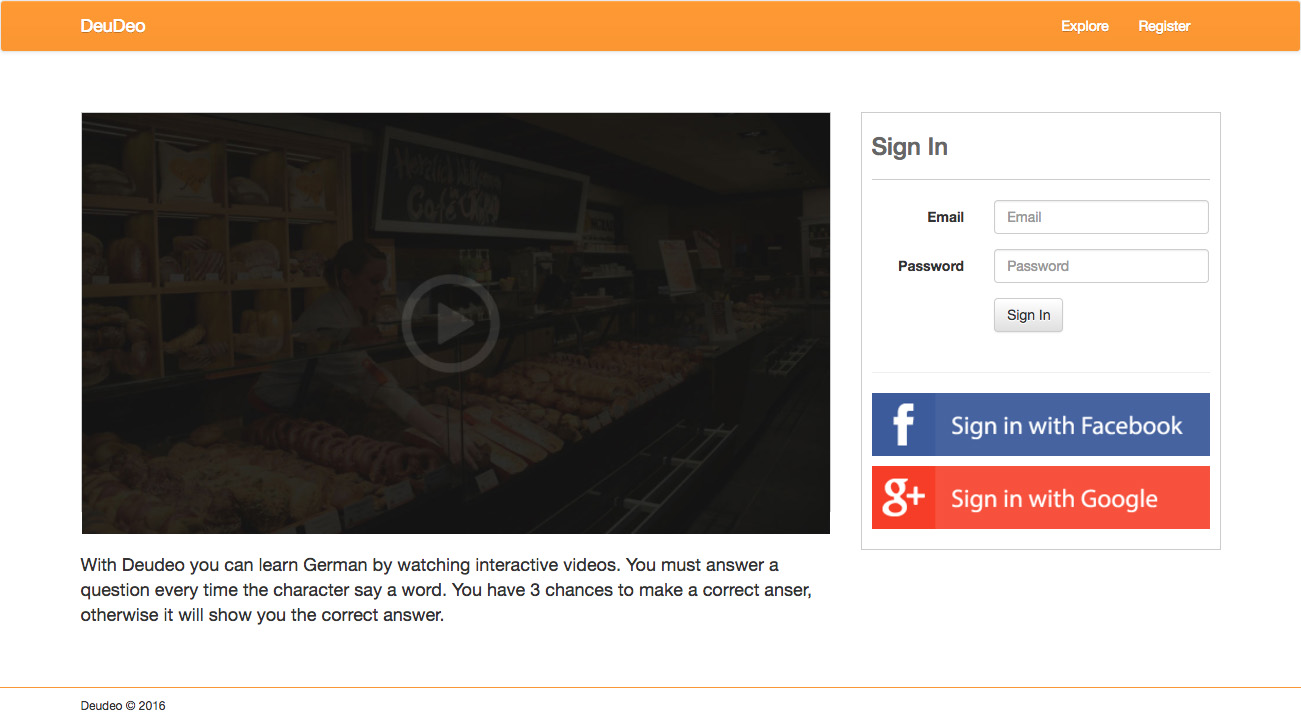 DeuDeo
Explore
Register
Café
Sign In
Email
Email
Password
Password
Sign In
f
Sign in with Facebook
g+
Sign in with Google
With Deudeo you can learn German by watching interactive videos. You must answer a
question every time the character say a word. You have 3 chances to make a correct anser,
otherwise it will show you the correct answer.
Deudeo © 2016